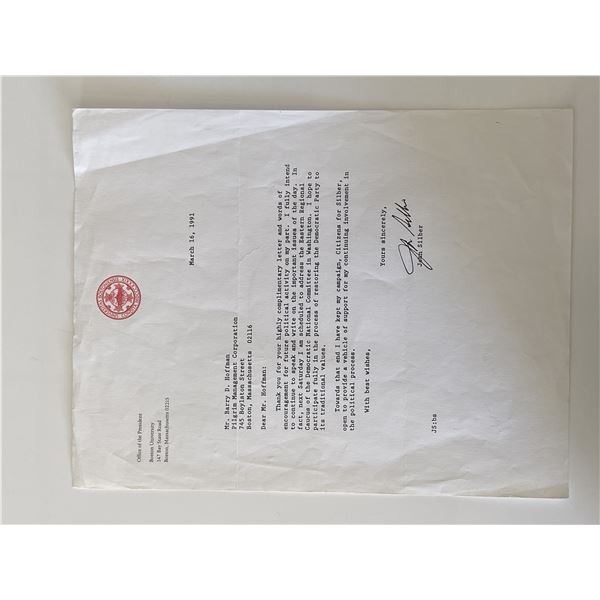 Office of the President
Boston University
147 Bay State Road
Boston, Massachusetts 02215
March 16, 1991
Mr. Barry D. Hoffman
Pilgrim Management Corporation
745 Boylston Street
Boston, Massachusetts 02116
Dear Mr. Hoffman:
Thank you for your highly complimentary letter and words of
encouragement for future political activity on my part. I fully intend
to continue to speak and write on the important issues of the day. In
fact, next Saturday I am scheduled to address the Eastern Regional
Caucus of the Democratic National Committee in Washington. I hope to
participate fully in the process of restoring the Democratic Party to
its traditional values.
Towards that end I have kept my campaign, Citizens for Silber,
open to provide a vehicle of support for my continuing involvement in
the political process.
With best wishes,
Yours sincerely,
John Silber
JS:bs